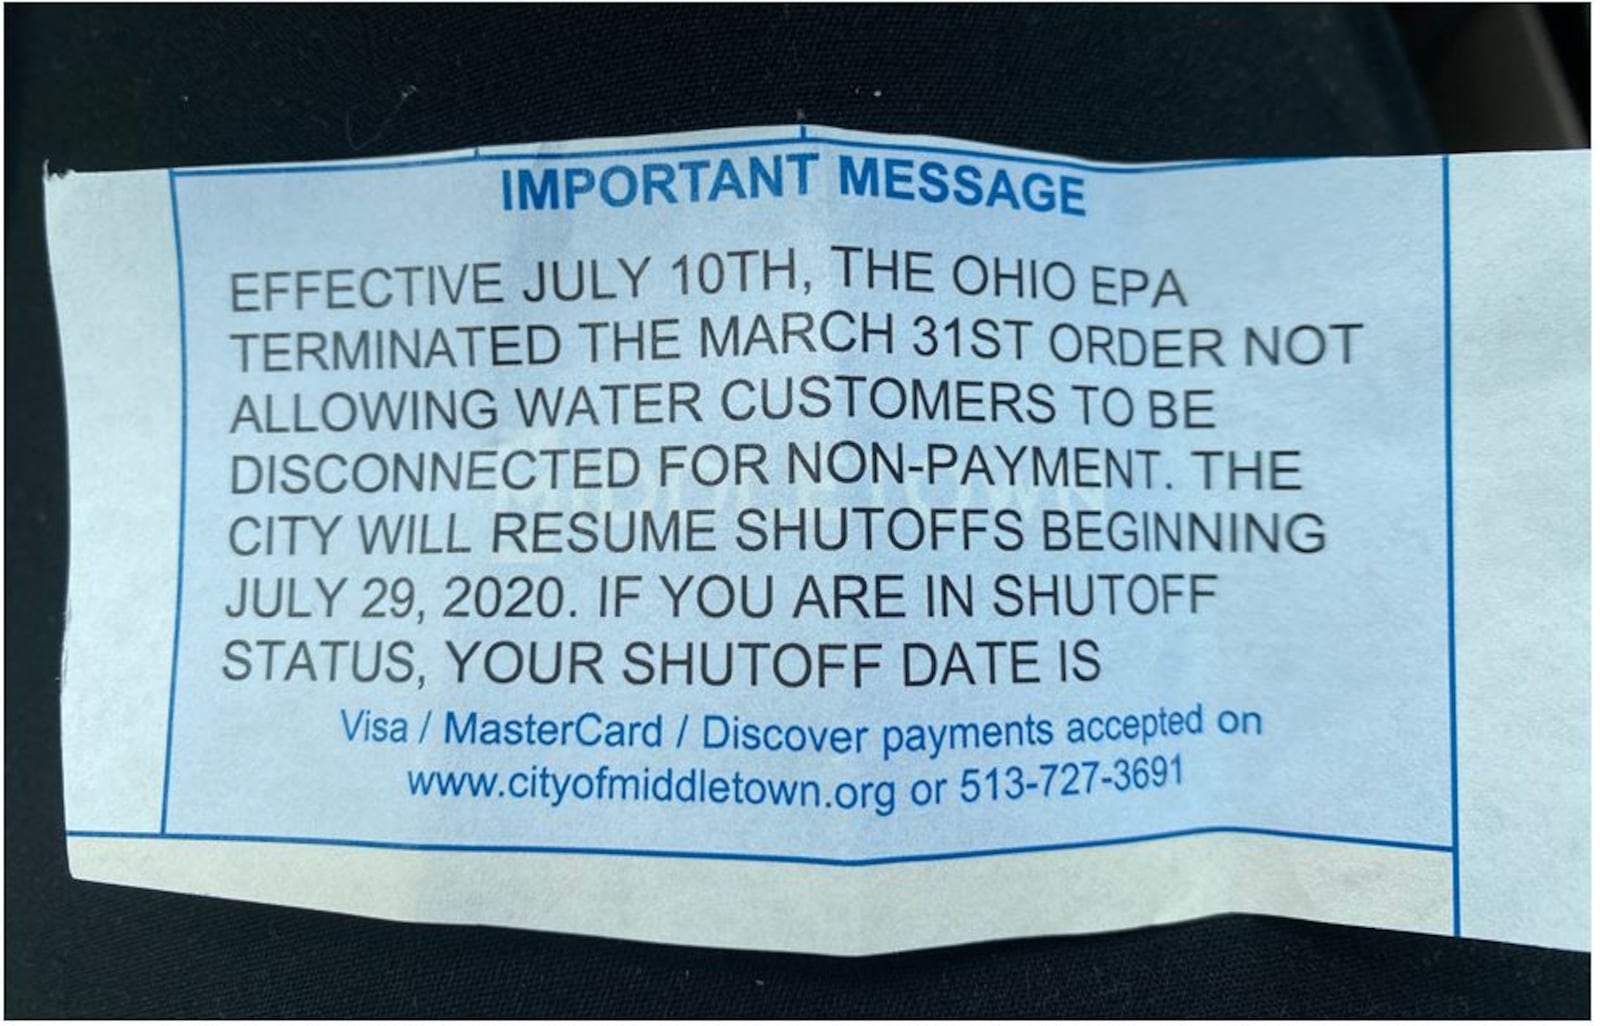 IMPORTANT MESSAGE
EFFECTIVE JULY 10TH, THE OHIO EPA
TERMINATED THE MARCH 31ST ORDER NOT
ALLOWING WATER CUSTOMERS TO BE
DISCONNECTED FOR NON-PAYMENT. THE
CITY WILL RESUME SHUTOFFS BEGINNING
JULY 29, 2020. IF YOU ARE IN SHUTOFF
STATUS, YOUR SHUTOFF DATE IS
Visa / MasterCard / Discover payments accepted on
www.cityofmiddletown.org or 513-727-3691